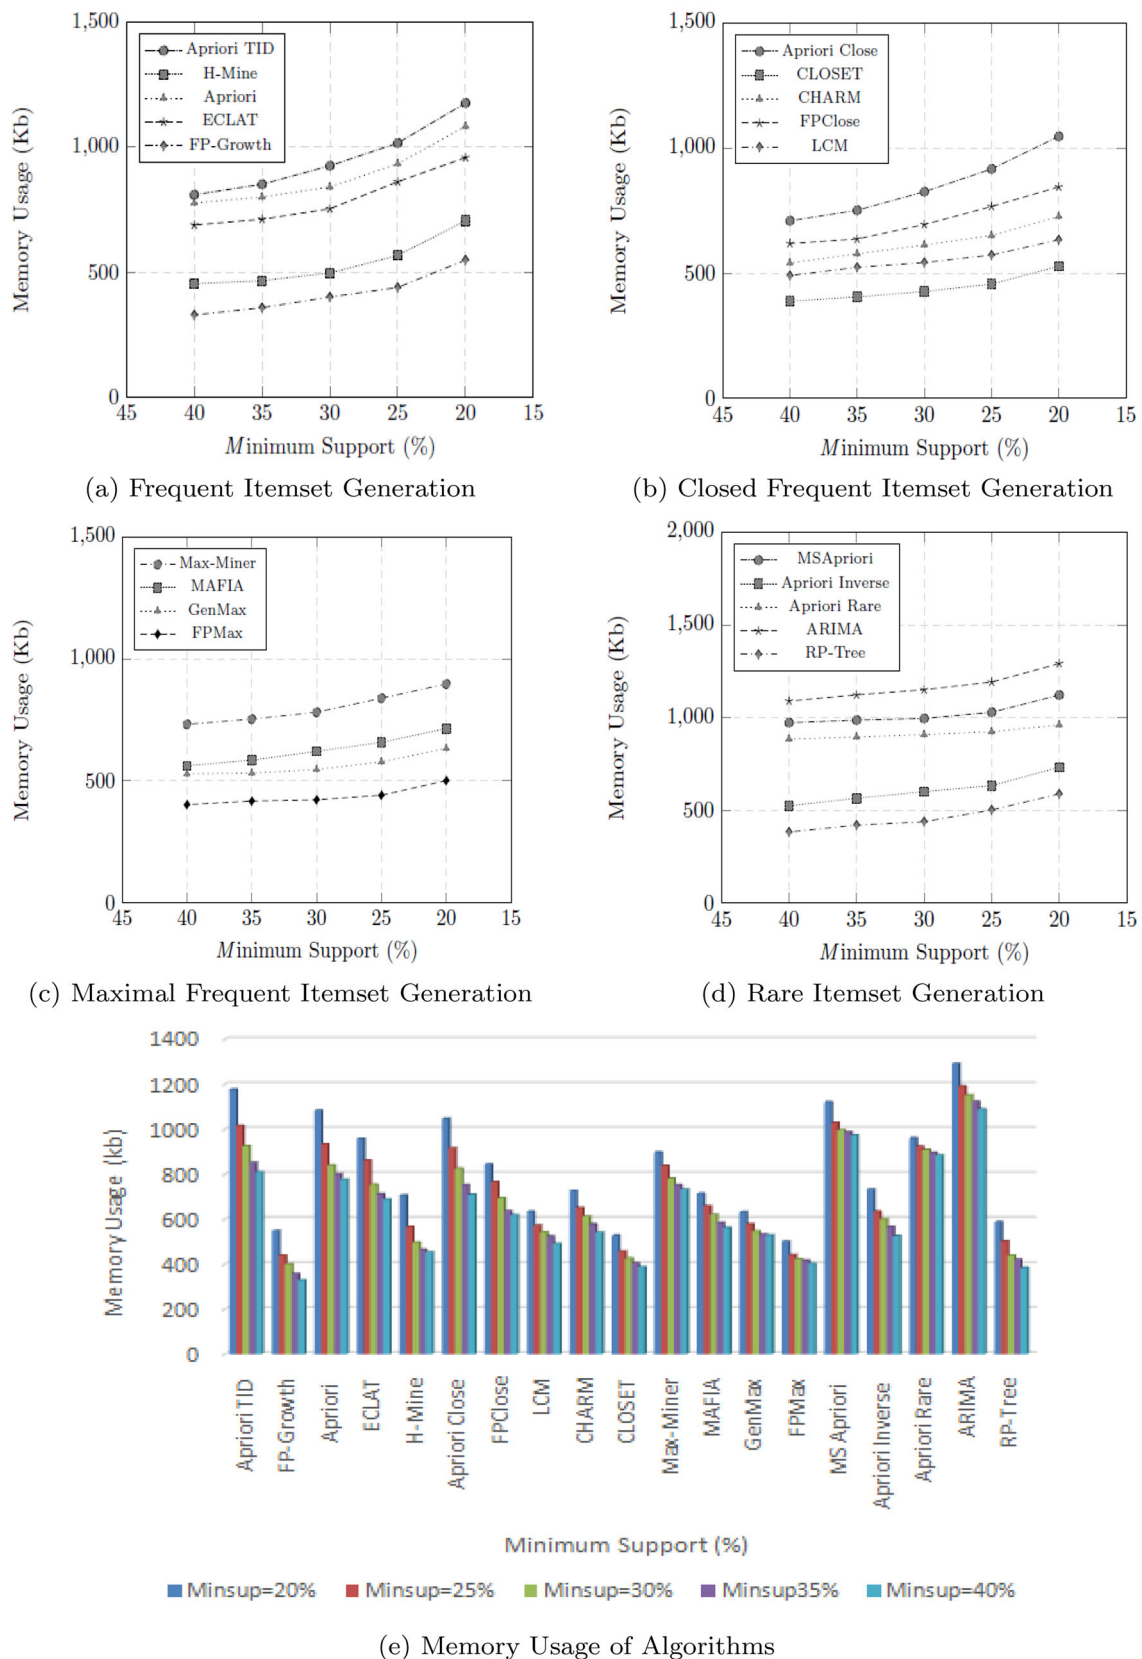 1,500
1,000
500
0
Memory Usage (Kb)
Apriori TID
H-Mine
Apriori
ECLAT
FP-Growth
45 40 35 30 25 20 15
Minimum Support (%)
(a) Frequent Itemset Generation
1,500
1,000
500
0
Memory Usage (Kb)
Apriori Close
CLOSET
CHARM
FPClose
LCM
45 40 35 30 25 20 15
Minimum Support (%)
(b) Closed Frequent Itemset Generation
1,500
1,000
500
0
Memory Usage (Kb)
Max-Miner
MAFIA
GenMax
FPMax
45 40 35 30 25 20 15
Minimum Support (%)
(c) Maximal Frequent Itemset Generation
2,000
1,500
1,000
500
0
Memory Usage (Kb)
MSApriori
Apriori Inverse
Apriori Rare
ARIMA
RP-Tree
45 40 35 30 25 20 15
Minimum Support (%)
(d) Rare Itemset Generation
1400
1200
1000
800
600
400
200
0
Memory Usage (kb)
Apriori TID
FP-Growth
Apriori
ECLAT
H-Mine
Apriori Close
FPClose
LCM
CHARM
CLOSET
Max-Miner
MAFIA
GenMax
FPMax
MS Apriori
Apriori Inverse
Apriori Rare
ARIMA
RP-Tree
Minimum Support (%)
Minsup=20% Minsup=25% Minsup=30% Minsup35% Minsup=40%
(e) Memory Usage of Algorithms